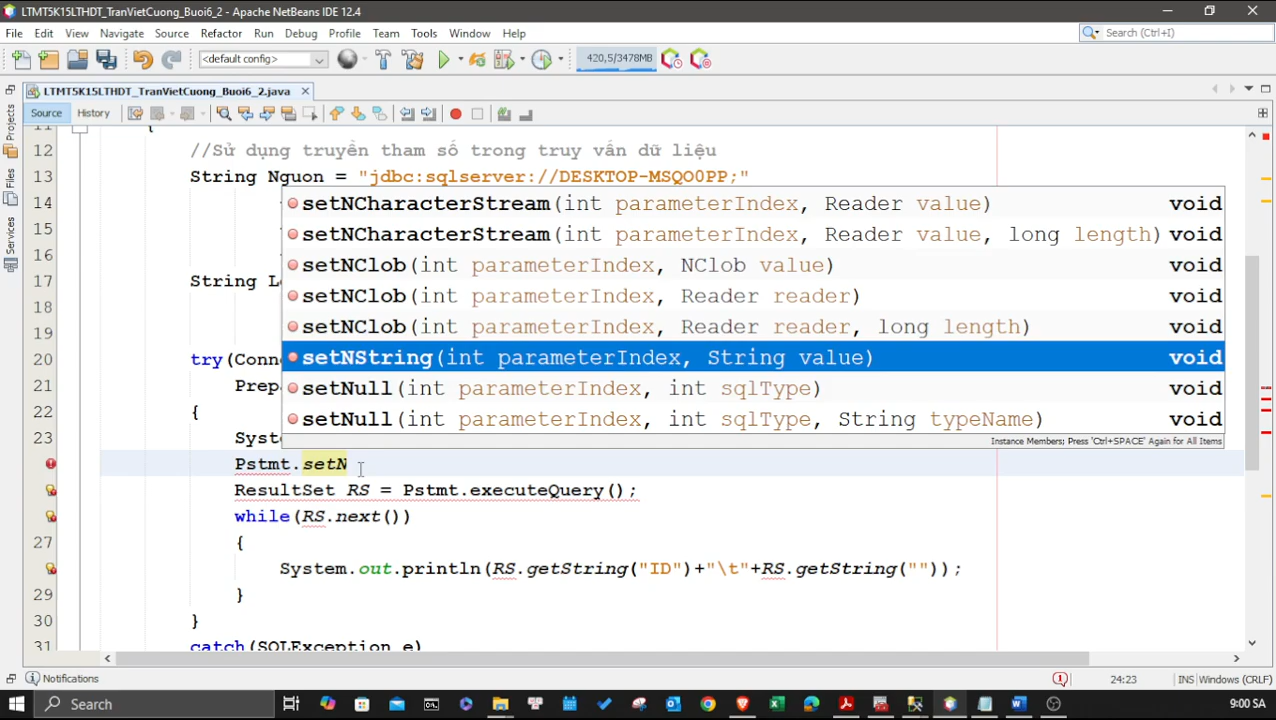 LTMT5K15LTHDT_TranVietCuong_Buoi6_2 - Apache NetBeans IDE 12.4
File Edit View Navigate Source Refactor Run Debug Profile Team Tools Window Help
Search (Ctrl+I)
<default config>
420,5/3478MB
LTMT5K15LTHDT_TranVietCuong_Buoi6_2.java
Source History
Projects
Files
Services
11 {
12 //Sử dụng truyền tham số trong truy vấn dữ liệu
13 String Nguon = "jdbc:sqlserver://DESKTOP-MSQO0PP;"
14 setNCharacterStream(int parameterIndex, Reader value) void
15 setNCharacterStream(int parameterIndex, Reader value, long length) void
16 setNClob(int parameterIndex, NClob value) void
17 String L setNClob(int parameterIndex, Reader reader) void
18 setNClob(int parameterIndex, Reader reader, long length) void
19 setNString(int parameterIndex, String value) void
20 try(Conn setNull(int parameterIndex, int sqlType) void
21 Prep setNull(int parameterIndex, int sqlType, String typeName) void
22 { Instance Members; Press 'Ctrl+SPACE' Again for All Items
23 Syst
Pstmt.setN
ResultSet RS = Pstmt.executeQuery();
while(RS.next())
27 {
System.out.println(RS.getString("ID")+"\t"+RS.getString(""));
29 }
30 }
31 catch(SQLException e)
Notifications
24:23 INS Windows (CRLF)
Search
9:00 SA